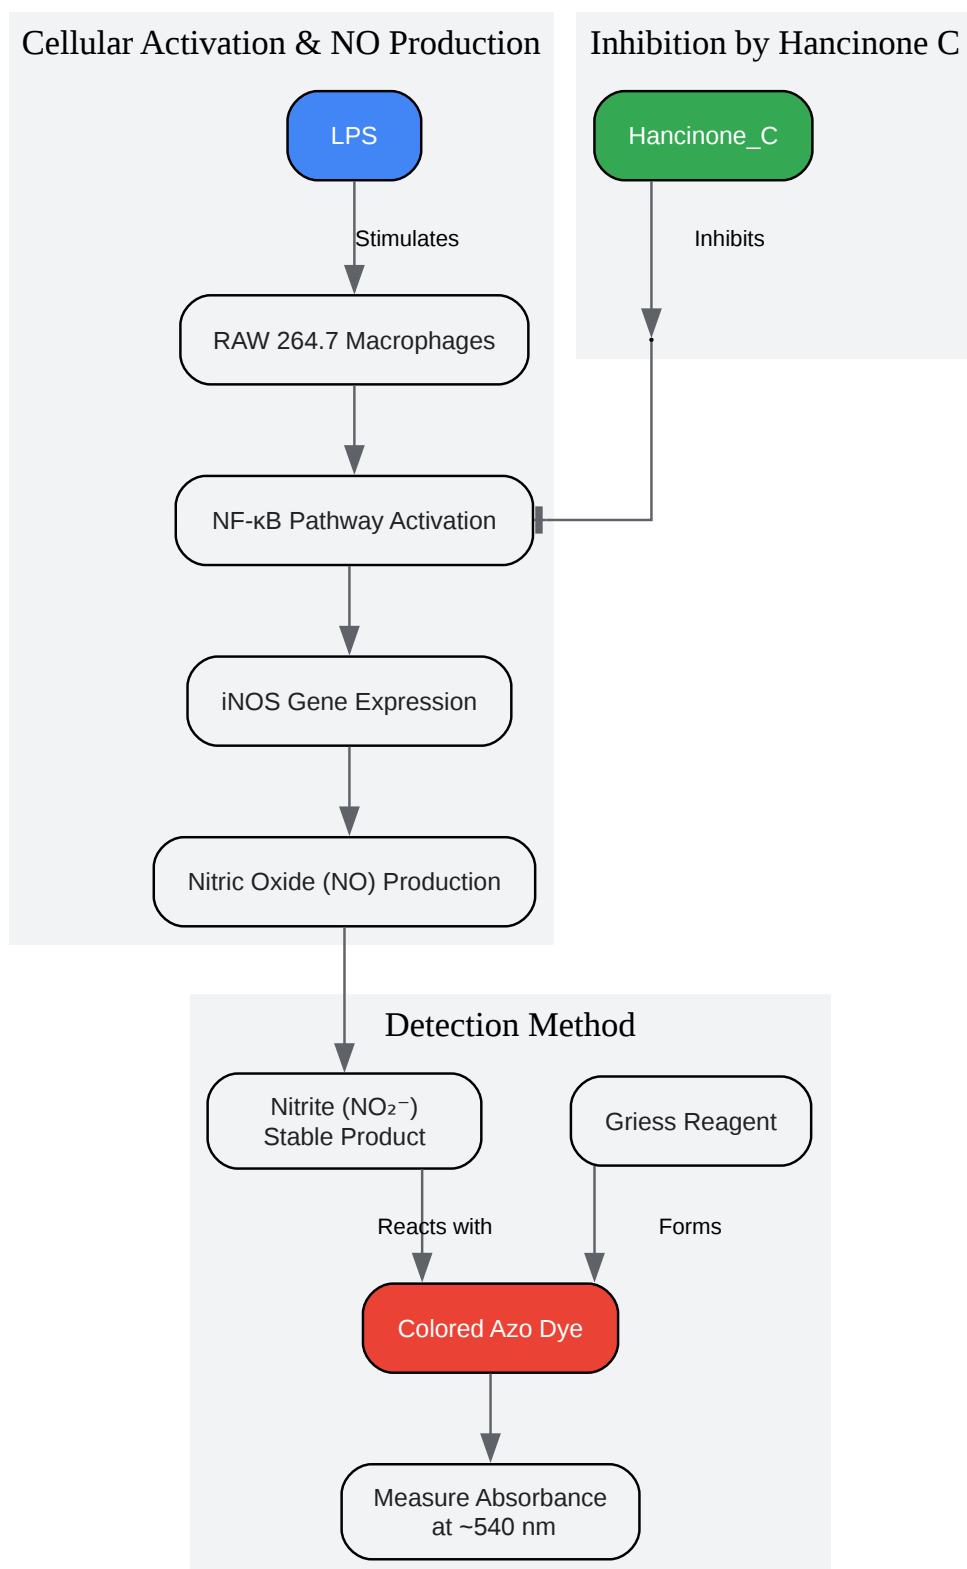 Cellular Activation & NO Production
LPS
Stimulates
RAW 264.7 Macrophages
NF-κB Pathway Activation
iNOS Gene Expression
Nitric Oxide (NO) Production
Inhibition by Hancinone C
Hancinone_C
Inhibits
Detection Method
Nitrite (NO₂⁻)
Stable Product
Griess Reagent
Reacts with
Forms
Colored Azo Dye
Measure Absorbance
at ~540 nm